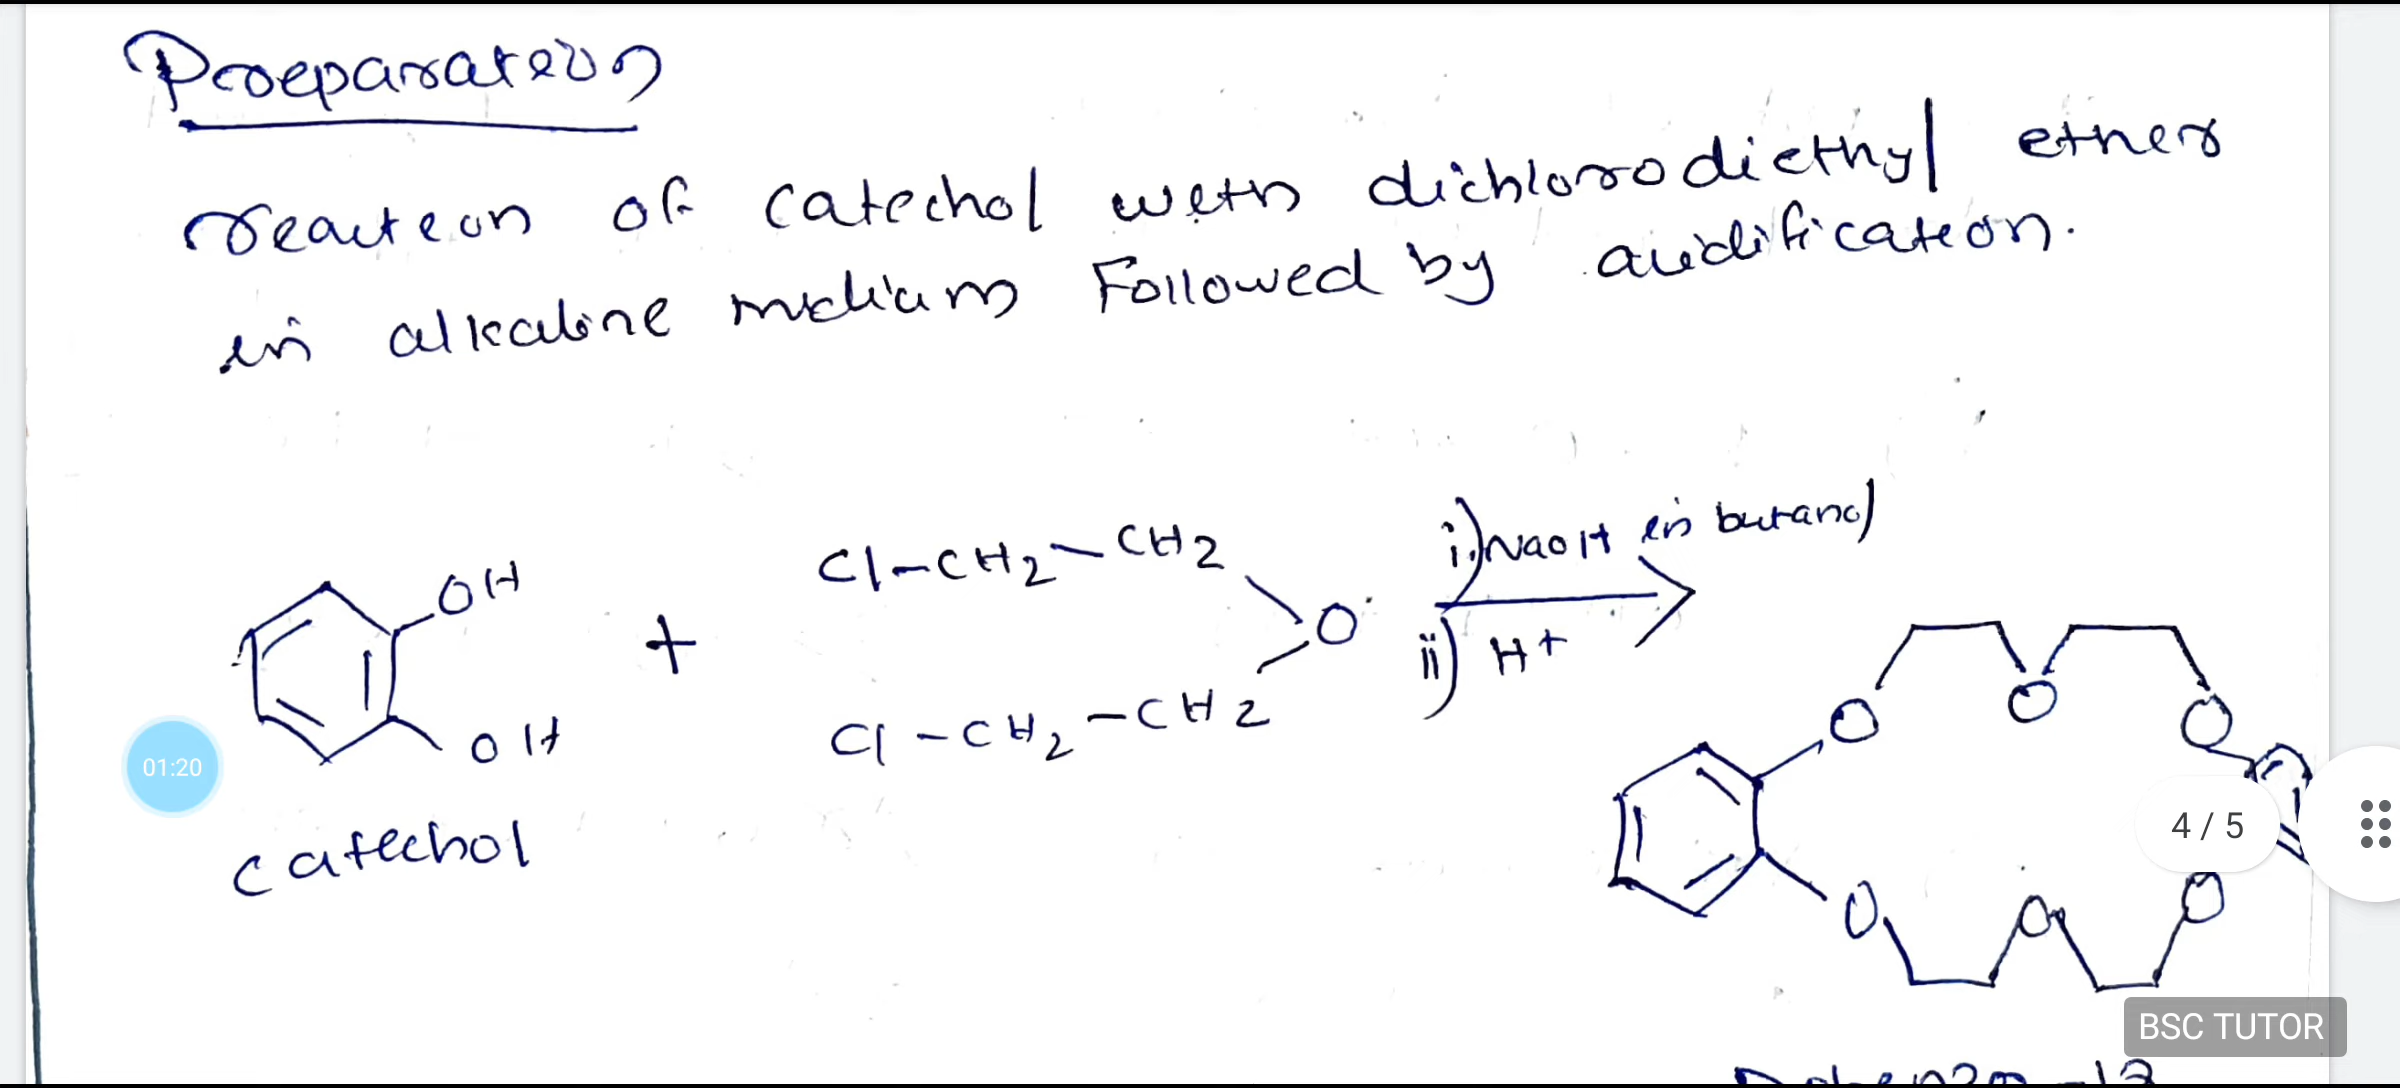 Preparation
reaction of catechol with dichlorodiethyl ether
in alkaline medium Followed by acidification.
Cl-CH2-CH2
i) NaOH in butanol
OH
+
O
ii) H+
OH
Cl-CH2-CH2
O O O
01:20
4 / 5
catechol
O O O
BSC TUTOR